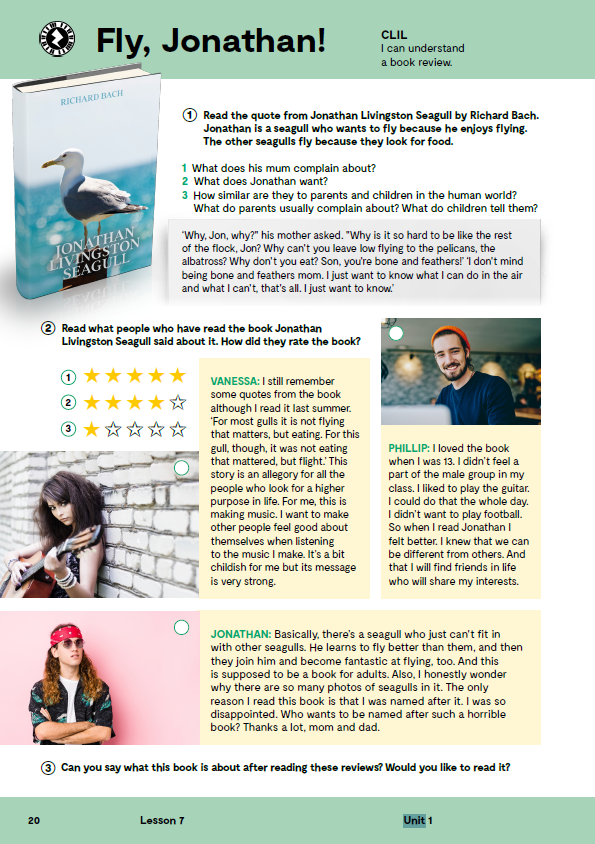 Fly, Jonathan!
CLIL
I can understand
a book review.
RICHARD BACH
JONATHAN
LIVINGSTON
SEAGULL
1 Read the quote from Jonathan Livingston Seagull by Richard Bach.
Jonathan is a seagull who wants to fly because he enjoys flying.
The other seagulls fly because they look for food.
1 What does his mum complain about?
2 What does Jonathan want?
3 How similar are they to parents and children in the human world?
What do parents usually complain about? What do children tell them?
'Why, Jon, why?" his mother asked. "Why is it so hard to be like the rest
of the flock, Jon? Why can't you leave low flying to the pelicans, the
albatross? Why don't you eat? Son, you're bone and feathers!' 'I don't mind
being bone and feathers mom. I just want to know what I can do in the air
and what I can't, that's all. I just want to know.'
2 Read what people who have read the book Jonathan
Livingston Seagull said about it. How did they rate the book?
1
2
3
VANESSA: I still remember
some quotes from the book
although I read it last summer.
'For most gulls it is not flying
that matters, but eating. For this
gull, though, it was not eating
that mattered, but flight.' This
story is an allegory for all the
people who look for a higher
purpose in life. For me, this is
making music. I want to make
other people feel good about
themselves when listening
to the music I make. It's a bit
childish for me but its message
is very strong.
PHILLIP: I loved the book
when I was 13. I didn't feel a
part of the male group in my
class. I liked to play the guitar.
I could do that the whole day.
I didn't want to play football.
So when I read Jonathan I
felt better. I knew that we can
be different from others. And
that I will find friends in life
who will share my interests.
JONATHAN: Basically, there's a seagull who just can't fit in
with other seagulls. He learns to fly better than them, and then
they join him and become fantastic at flying, too. And this
is supposed to be a book for adults. Also, I honestly wonder
why there are so many photos of seagulls in it. The only
reason I read this book is that I was named after it. I was so
disappointed. Who wants to be named after such a horrible
book? Thanks a lot, mom and dad.
3 Can you say what this book is about after reading these reviews? Would you like to read it?
20
Lesson 7
Unit 1